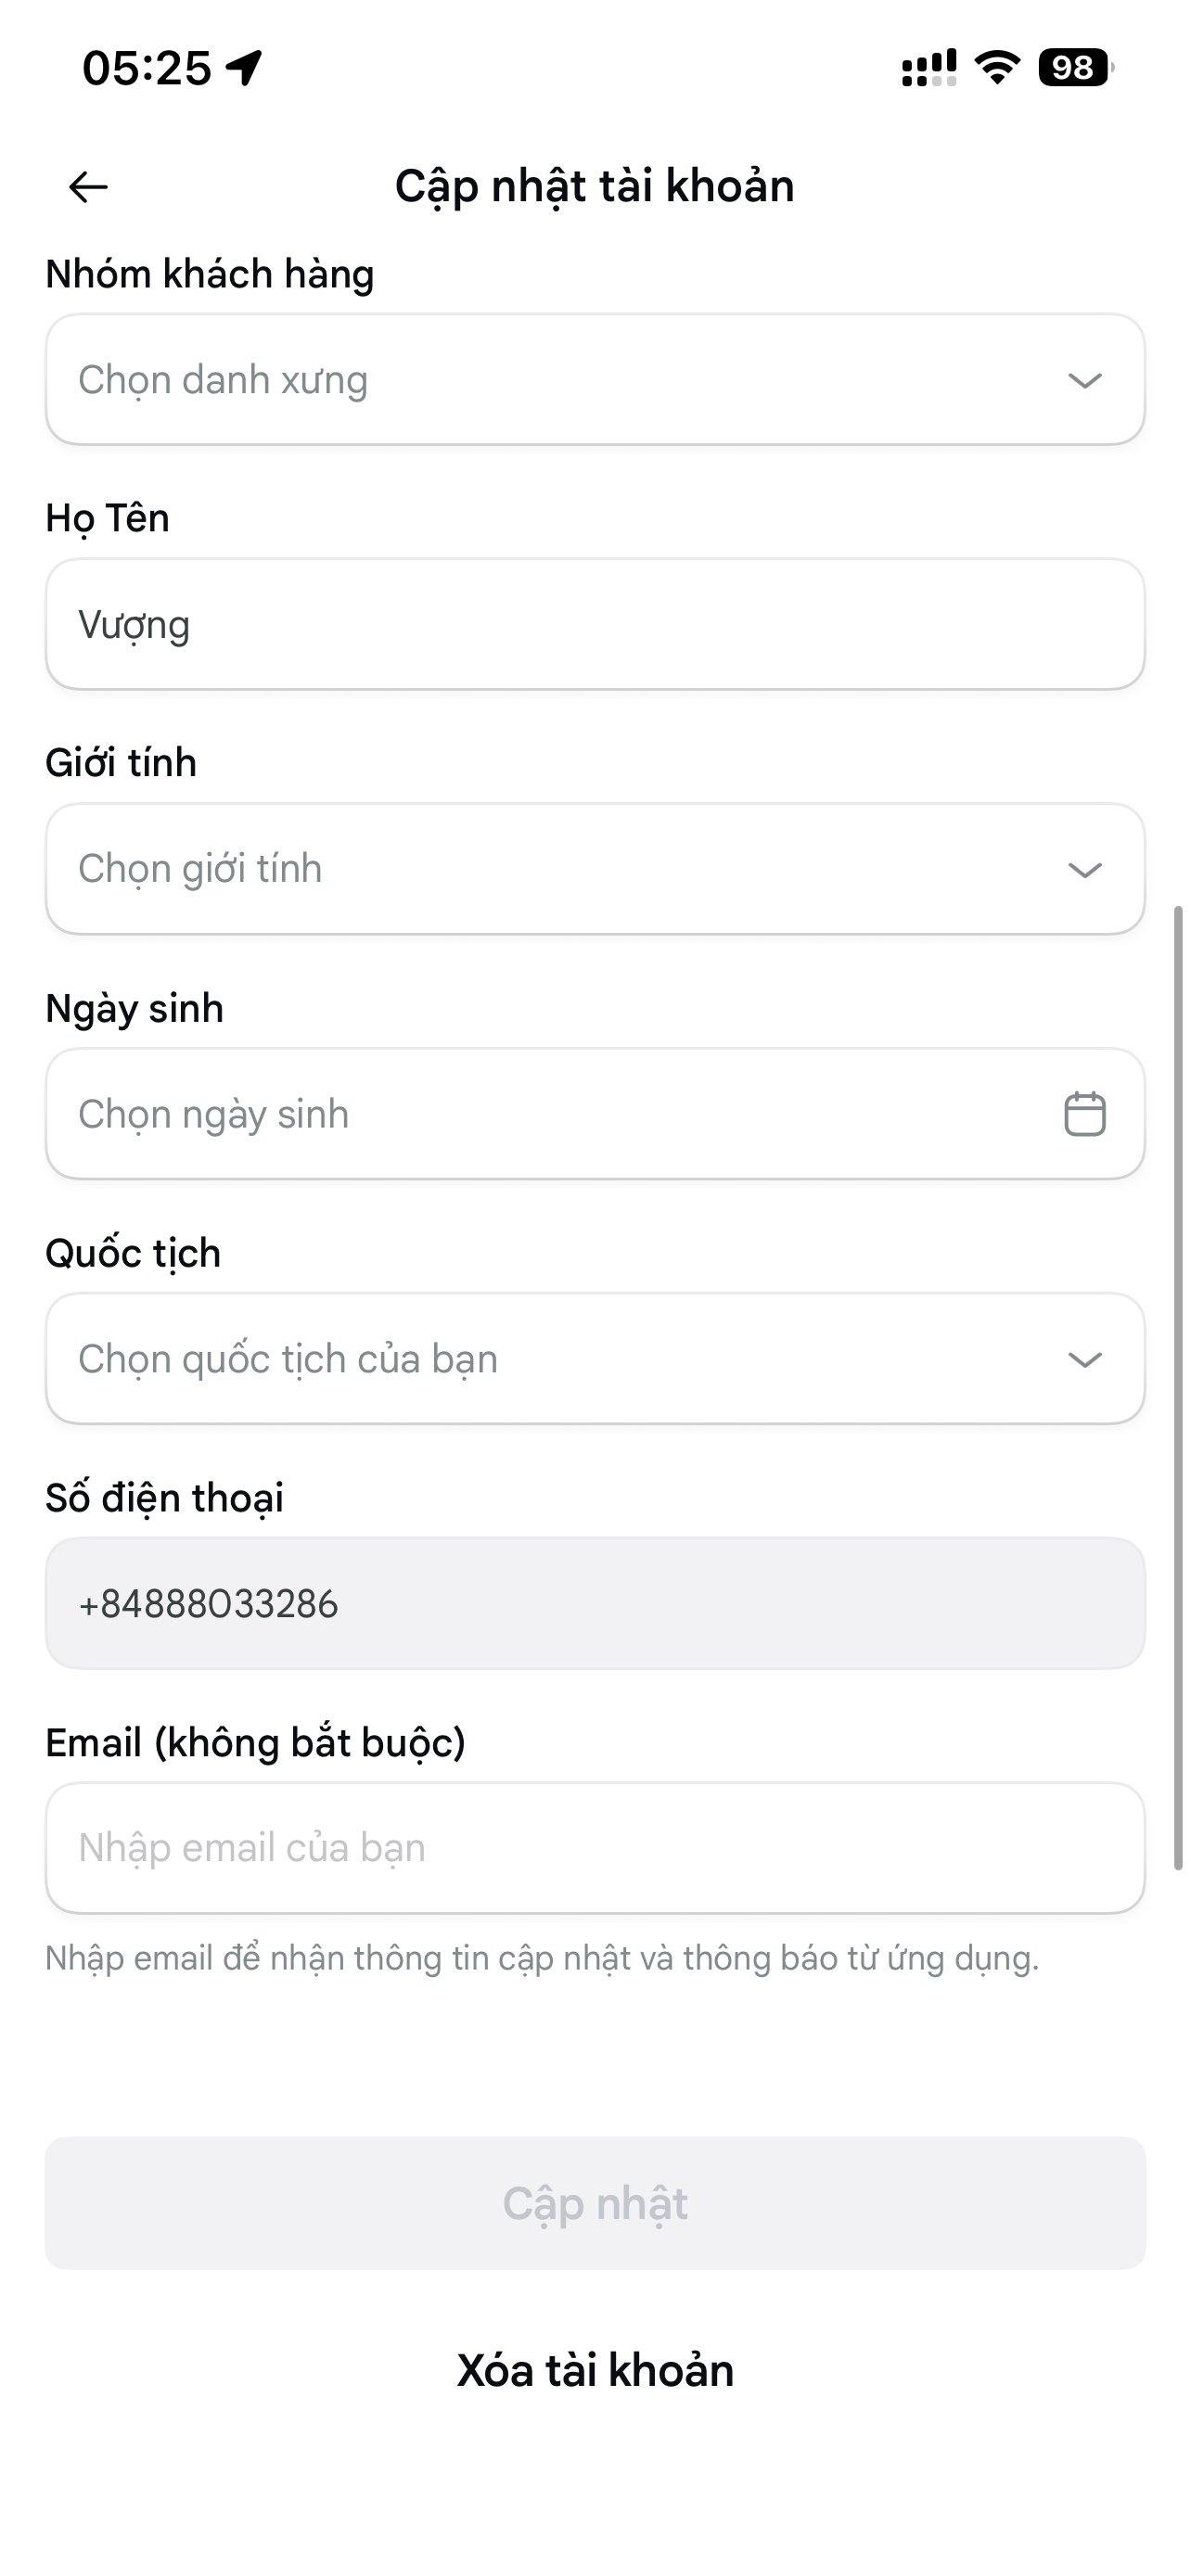 05:25
98
Cập nhật tài khoản
Nhóm khách hàng
Chọn danh xưng
Họ Tên
Vượng
Giới tính
Chọn giới tính
Ngày sinh
Chọn ngày sinh
Quốc tịch
Chọn quốc tịch của bạn
Số điện thoại
+84888033286
Email (không bắt buộc)
Nhập email của bạn
Nhập email để nhận thông tin cập nhật và thông báo từ ứng dụng.
Cập nhật
Xóa tài khoản